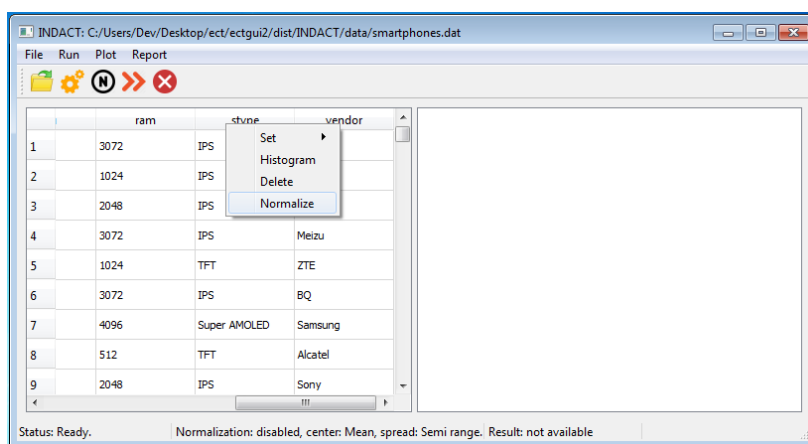 INDACT: C:/Users/Dev/Desktop/ect/ectgui2/dist/INDACT/data/smartphones.dat
File Run Plot Report
N
ram stype vendor
1 3072 IPS
2 1024 IPS
3 2048 IPS
4 3072 IPS Meizu
5 1024 TFT ZTE
6 3072 IPS BQ
7 4096 Super AMOLED Samsung
8 512 TFT Alcatel
9 2048 IPS Sony
Set
Histogram
Delete
Normalize
Status: Ready. Normalization: disabled, center: Mean, spread: Semi range. Result: not available